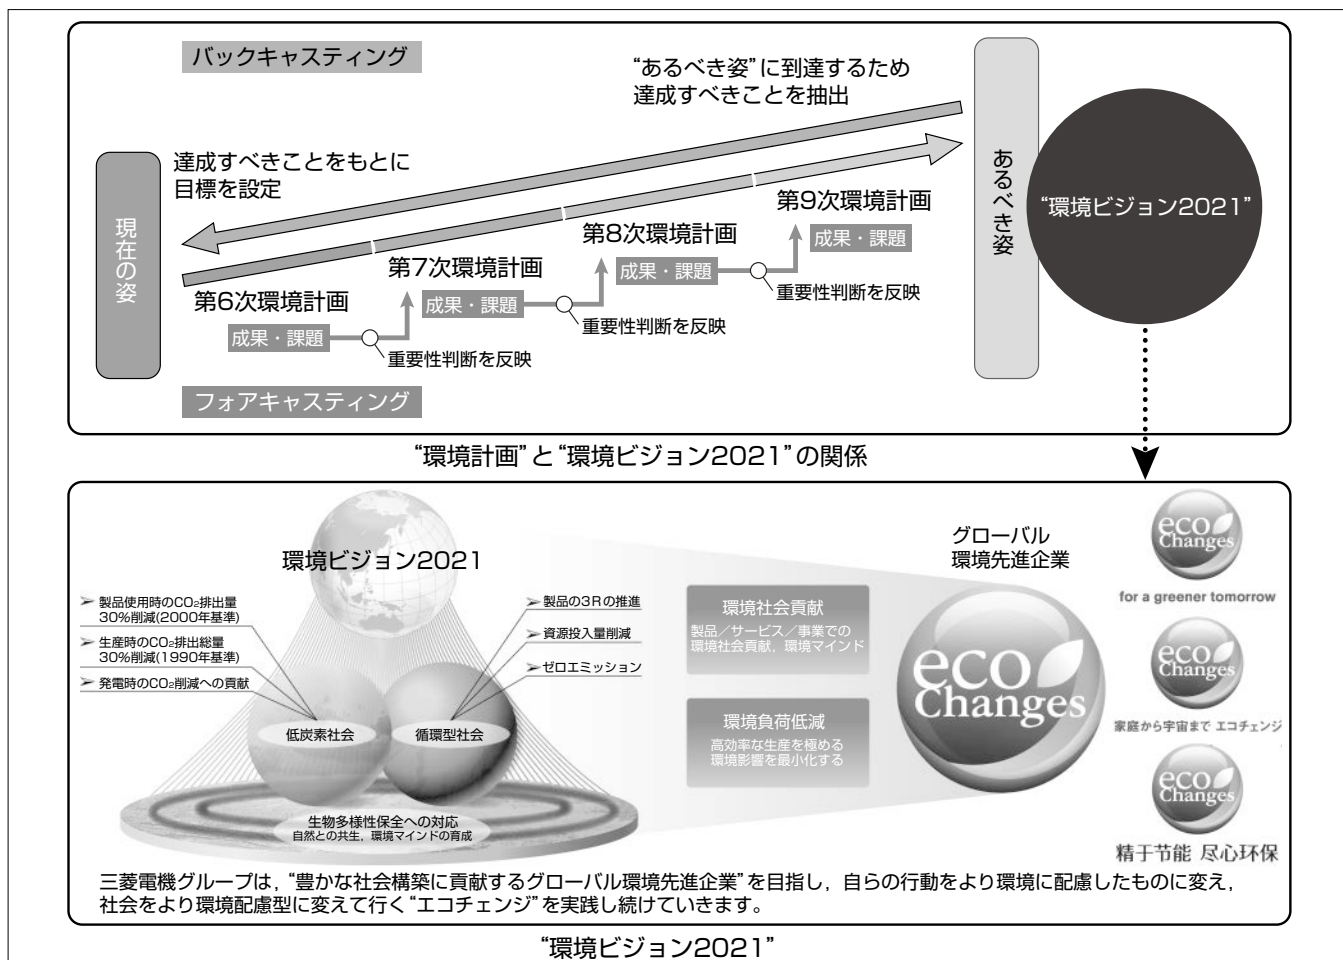 バックキャスティング
“あるべき姿”に到達するため
達成すべきことを抽出
達成すべきことをもとに
目標を設定
現在の姿
あるべき姿
“環境ビジョン2021”
第9次環境計画
成果・課題
第8次環境計画
成果・課題
重要性判断を反映
第7次環境計画
成果・課題
重要性判断を反映
第6次環境計画
成果・課題
重要性判断を反映
フォアキャスティング
“環境計画”と“環境ビジョン2021”の関係
環境ビジョン2021
➢ 製品使用時のCO₂排出量
30%削減(2000年基準)
➢ 生産時のCO₂排出総量
30%削減(1990年基準)
➢ 発電時のCO₂削減への貢献
➢ 製品の3Rの推進
➢ 資源投入量削減
➢ ゼロエミッション
低炭素社会
循環型社会
生物多様性保全への対応
自然との共生，環境マインドの育成
環境社会貢献
製品／サービス／事業での
環境社会貢献，環境マインド
環境負荷低減
高効率な生産を極める
環境影響を最小化する
グローバル
環境先進企業
eco
Changes
eco
Changes
for a greener tomorrow
eco
Changes
家庭から宇宙まで エコチェンジ
eco
Changes
精于节能 尽心环保
三菱電機グループは，“豊かな社会構築に貢献するグローバル環境先進企業”を目指し，自らの行動をより環境に配慮したものに変え，
社会をより環境配慮型に変えて行く“エコチェンジ”を実践し続けていきます。
“環境ビジョン2021”